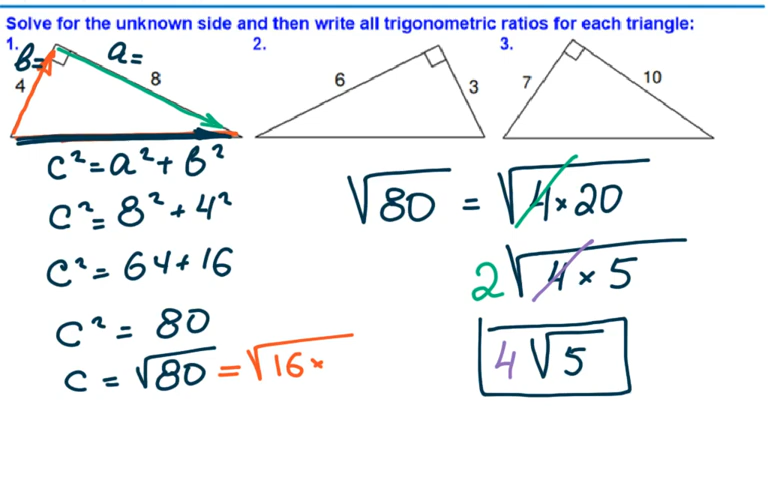 Solve for the unknown side and then write all trigonometric ratios for each triangle:
1. 2. 3.
b= a=
4 8
6 3
7 10
c² = a² + b²
c² = 8² + 4²
c² = 64 + 16
c² = 80
c = √80 = √16 ×
√80 = √4 × 20
2√4 × 5
4√5